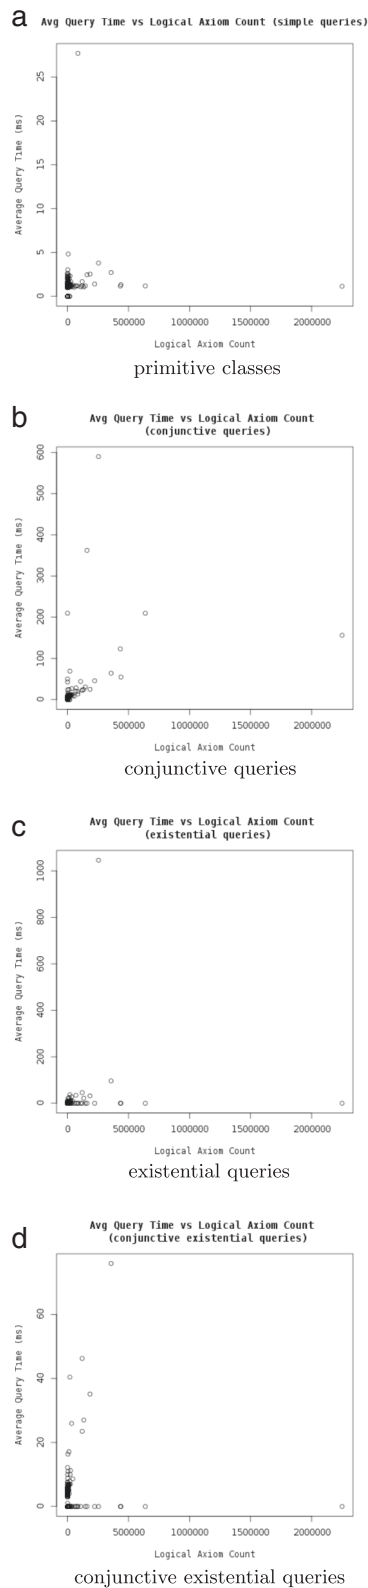 a
Avg Query Time vs Logical Axiom Count (simple queries)
Average Query Time (ms)
25
20
15
10
5
0
0 500000 1000000 1500000 2000000
Logical Axiom Count
primitive classes
b
Avg Query Time vs Logical Axiom Count
(conjunctive queries)
Average Query Time (ms)
600
500
400
300
200
100
0
0 500000 1000000 1500000 2000000
Logical Axiom Count
conjunctive queries
c
Avg Query Time vs Logical Axiom Count
(existential queries)
Average Query Time (ms)
1000
800
600
400
200
0
0 500000 1000000 1500000 2000000
Logical Axiom Count
existential queries
d
Avg Query Time vs Logical Axiom Count
(conjunctive existential queries)
Average Query Time (ms)
60
40
20
0
0 500000 1000000 1500000 2000000
Logical Axiom Count
conjunctive existential queries